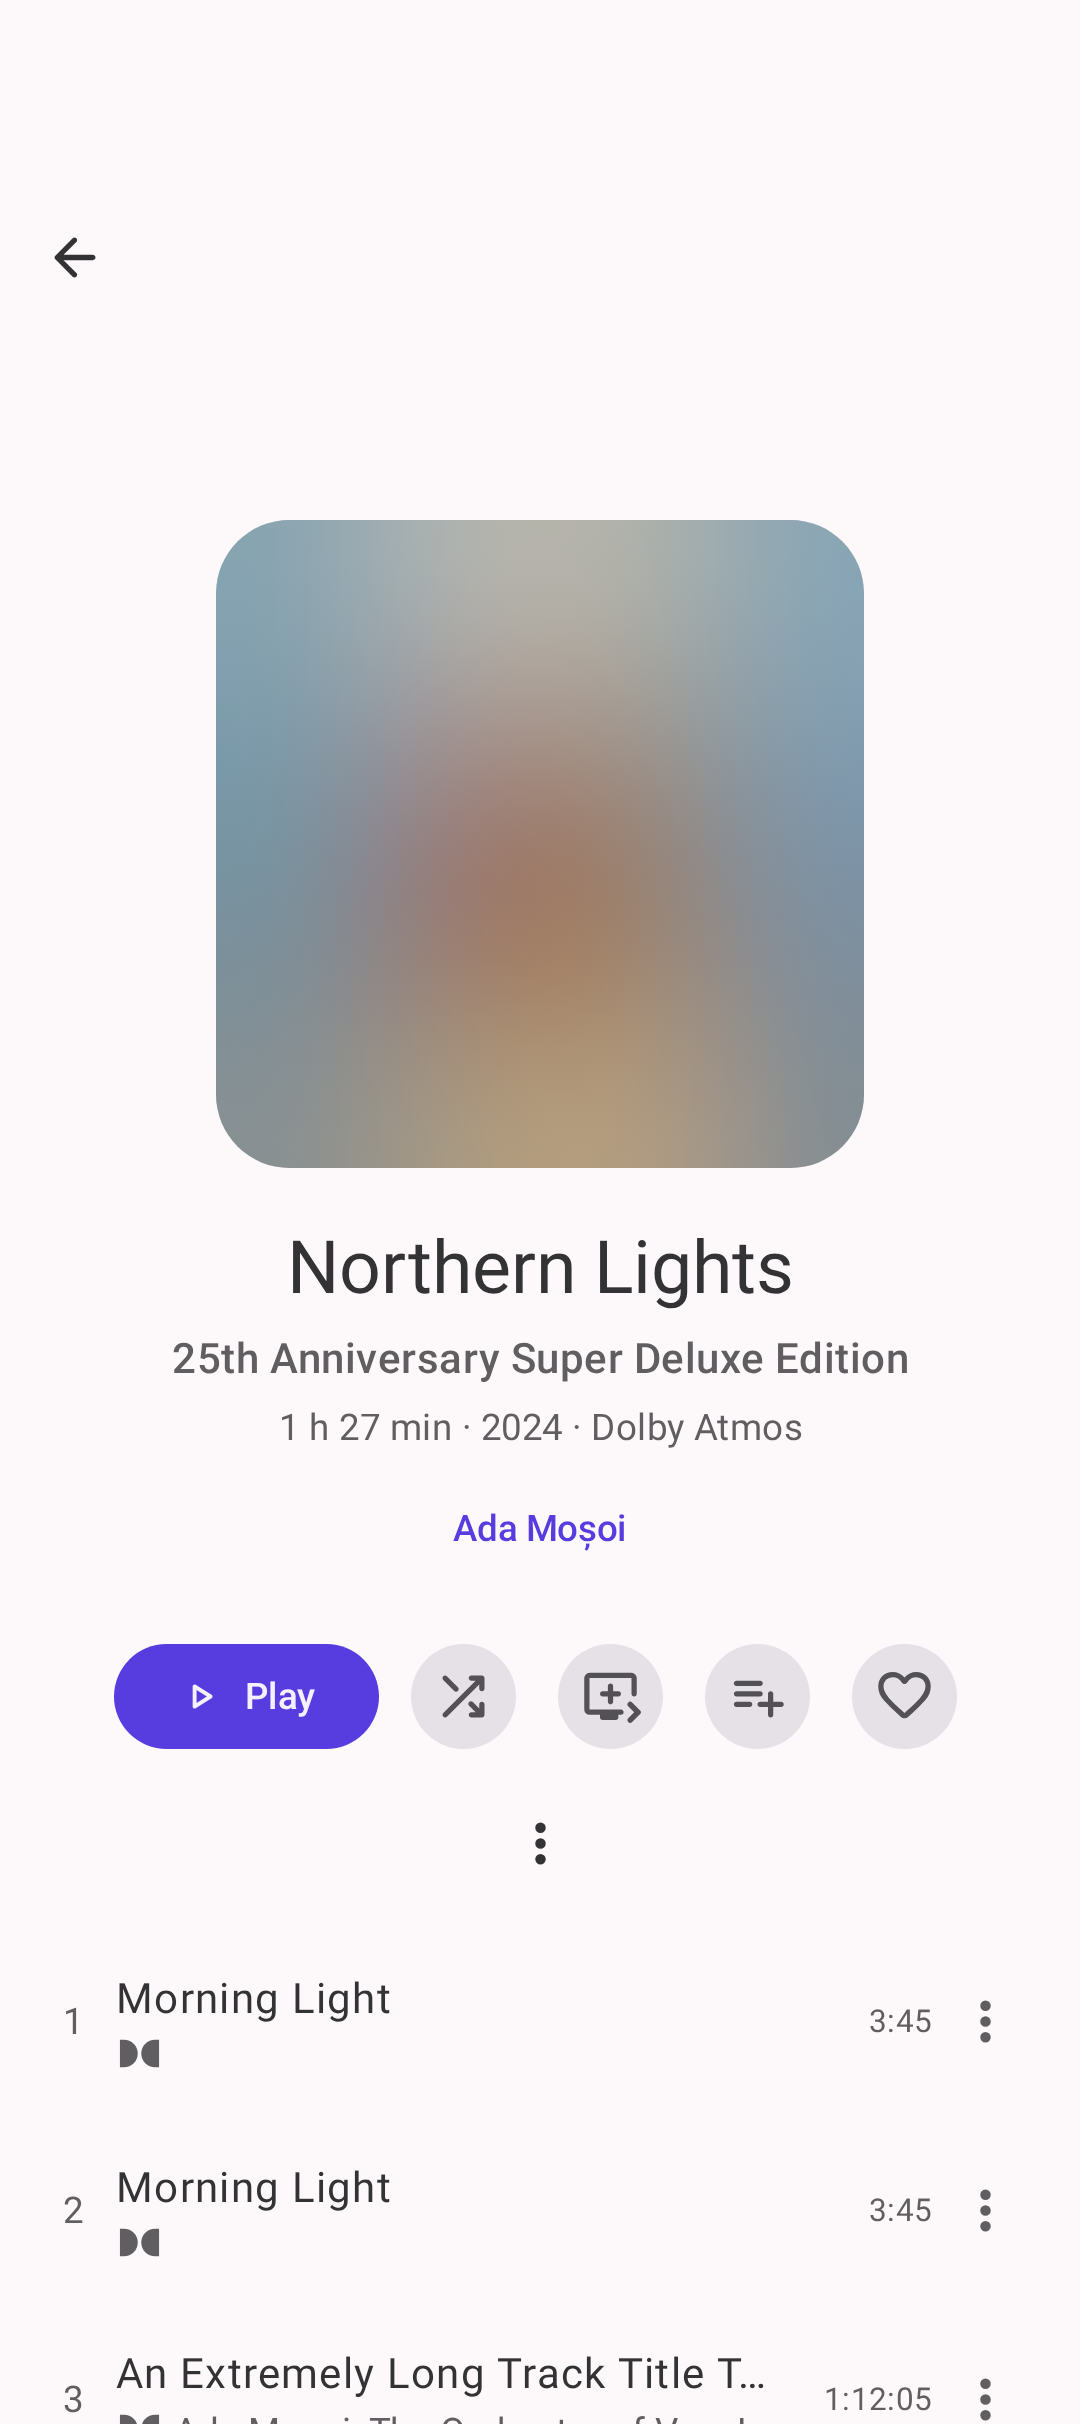 Northern Lights
25th Anniversary Super Deluxe Edition
1 h 27 min · 2024 · Dolby Atmos
Ada Moșoi
Play
1 Morning Light 3:45
2 Morning Light 3:45
3 An Extremely Long Track Title T… 1:12:05